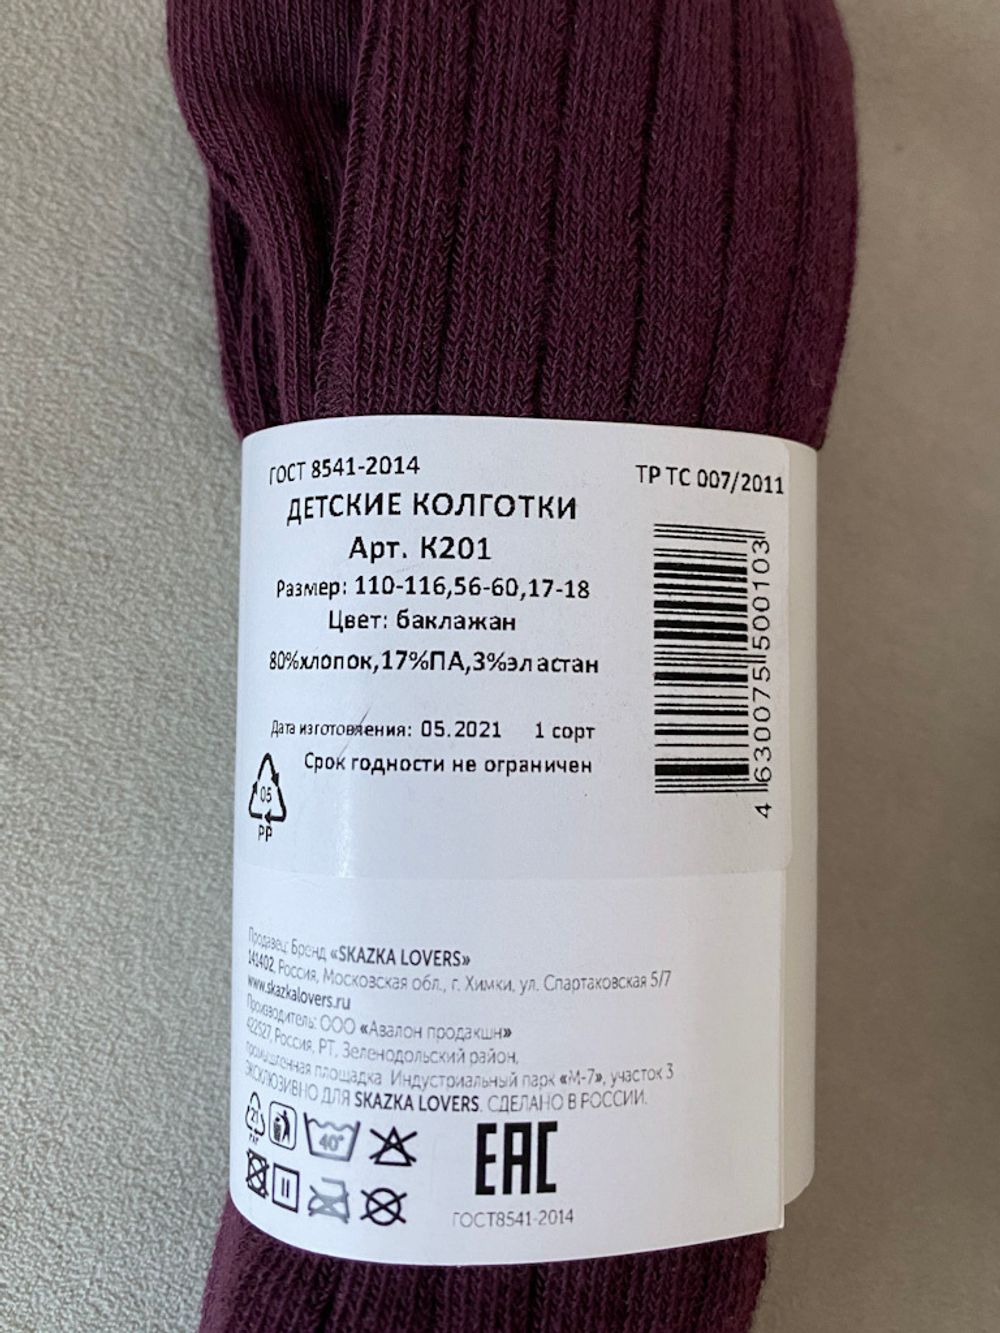 ГОСТ 8541-2014
ТР ТС 007/2011
ДЕТСКИЕ КОЛГОТКИ
Арт. К201
Размер: 110-116,56-60,17-18
Цвет: баклажан
80%хлопок,17%ПА,3%эластан
Дата изготовления: 05.2021 1 сорт
Срок годности не ограничен
05
PP
4 630075 500103
Продавец: Бренд «SKAZKA LOVERS»
141402, Россия, Московская обл., г. Химки, ул. Спартаковская 5/7
www.skazkalovers.ru
Производитель: ООО «Авалон продакшн»
422527, Россия, РТ, Зеленодольский район,
промышленная площадка Индустриальный парк «М-7», участок 3
ЭКСКЛЮЗИВНО ДЛЯ SKAZKA LOVERS. СДЕЛАНО В РОССИИ.
21
PAP
40°
EAC
ГОСТ8541-2014